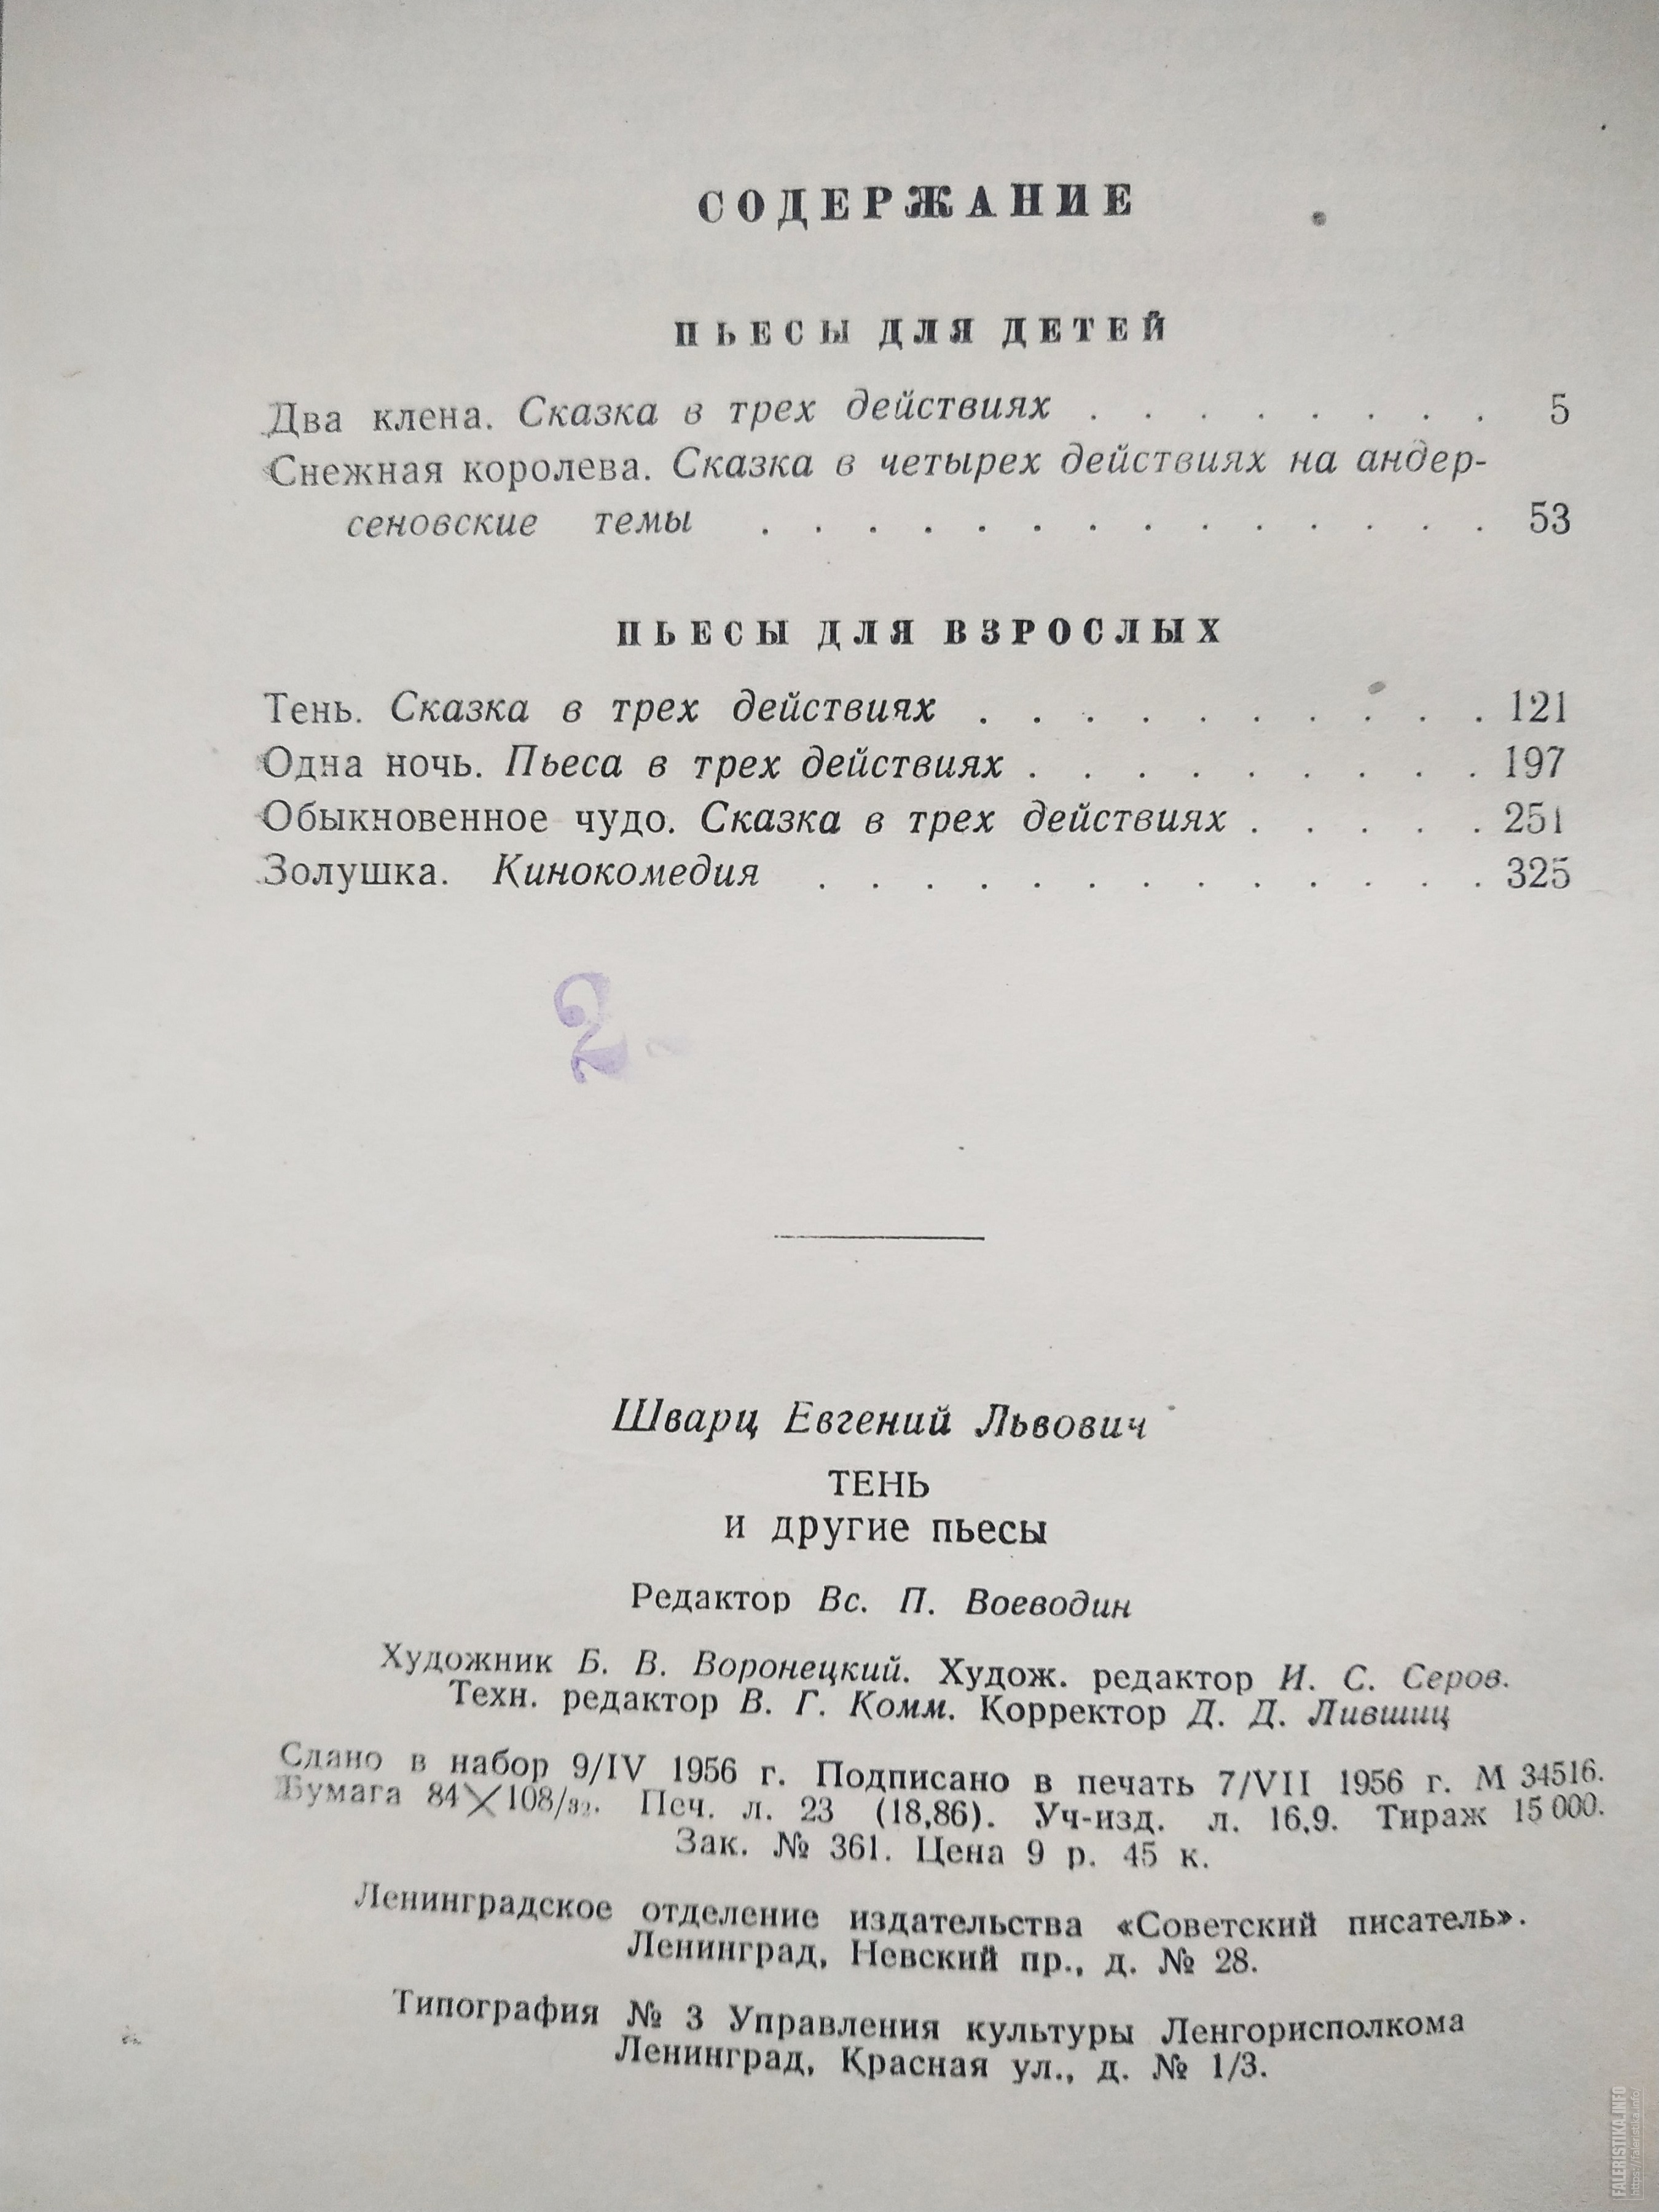 СОДЕРЖАНИЕ
ПЬЕСЫ ДЛЯ ДЕТЕЙ
Два клена. Сказка в трех действиях . . . . . . . . 5
Снежная королева. Сказка в четырех действиях на андер-
сеновские темы . . . . . . . . . . . . . . 53
ПЬЕСЫ ДЛЯ ВЗРОСЛЫХ
Тень. Сказка в трех действиях . . . . . . . . . . 121
Одна ночь. Пьеса в трех действиях . . . . . . . . . 197
Обыкновенное чудо. Сказка в трех действиях . . . . . 251
Золушка. Кинокомедия . . . . . . . . . . . . . 325
2
Шварц Евгений Львович
ТЕНЬ
и другие пьесы
Редактор Вс. П. Воеводин
Художник Б. В. Воронецкий. Худож. редактор И. С. Серов.
Техн. редактор В. Г. Комм. Корректор Д. Д. Лившиц
Сдано в набор 9/IV 1956 г. Подписано в печать 7/VII 1956 г. М 34516.
Бумага 84×108/32. Печ. л. 23 (18,86). Уч-изд. л. 16,9. Тираж 15 000.
Зак. № 361. Цена 9 р. 45 к.
Ленинградское отделение издательства «Советский писатель».
Ленинград, Невский пр., д. № 28.
Типография № 3 Управления культуры Ленгорисполкома
Ленинград, Красная ул., д. № 1/3.
FALERISTIKA.INFO
https://faleristika.info/